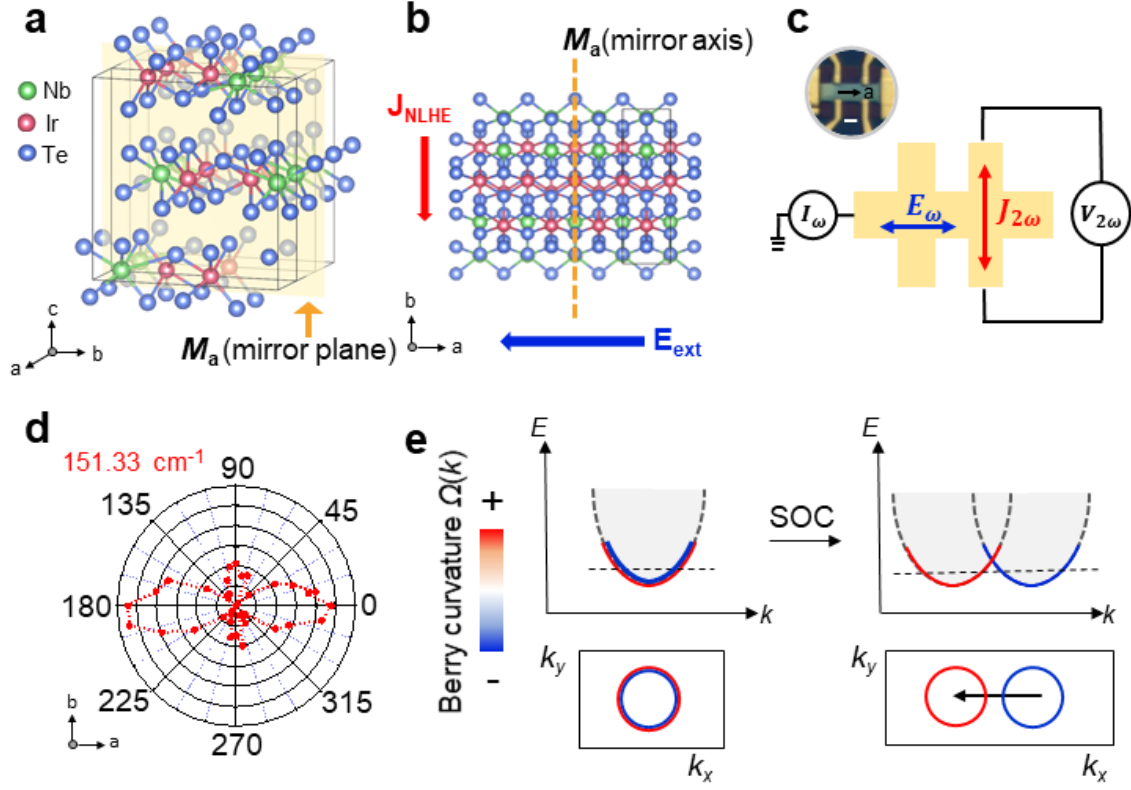 a
Nb
Ir
Te
c
b
a
Ma (mirror plane)
b
Ma (mirror axis)
JNLHE
b
a
Eext
c
a
Iω
Eω
J2ω
V2ω
d
151.33 cm-1
90
135
45
180
0
225
315
270
b
a
e
Berry curvature Ω(k)
+
-
E
k
SOC
E
k
ky
kx
ky
kx